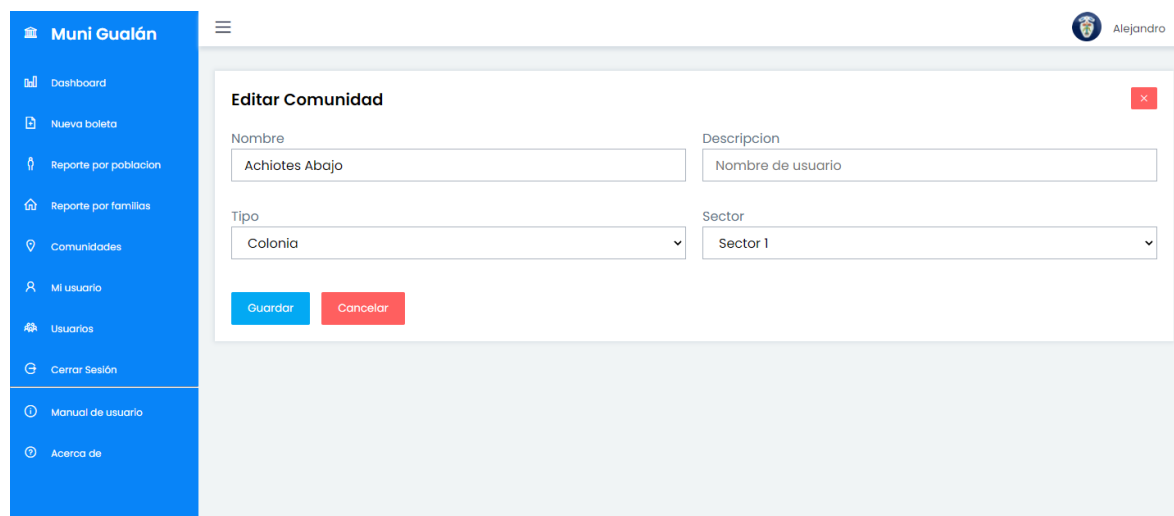 Muni Gualán
Alejandro
Dashboard
Nueva boleta
Reporte por poblacion
Reporte por familias
Comunidades
Mi usuario
Usuarios
Cerrar Sesión
Manual de usuario
Acerca de
Editar Comunidad
Nombre
Descripcion
Achiotes Abajo
Nombre de usuario
Tipo
Sector
Colonia
Sector 1
Guardar
Cancelar